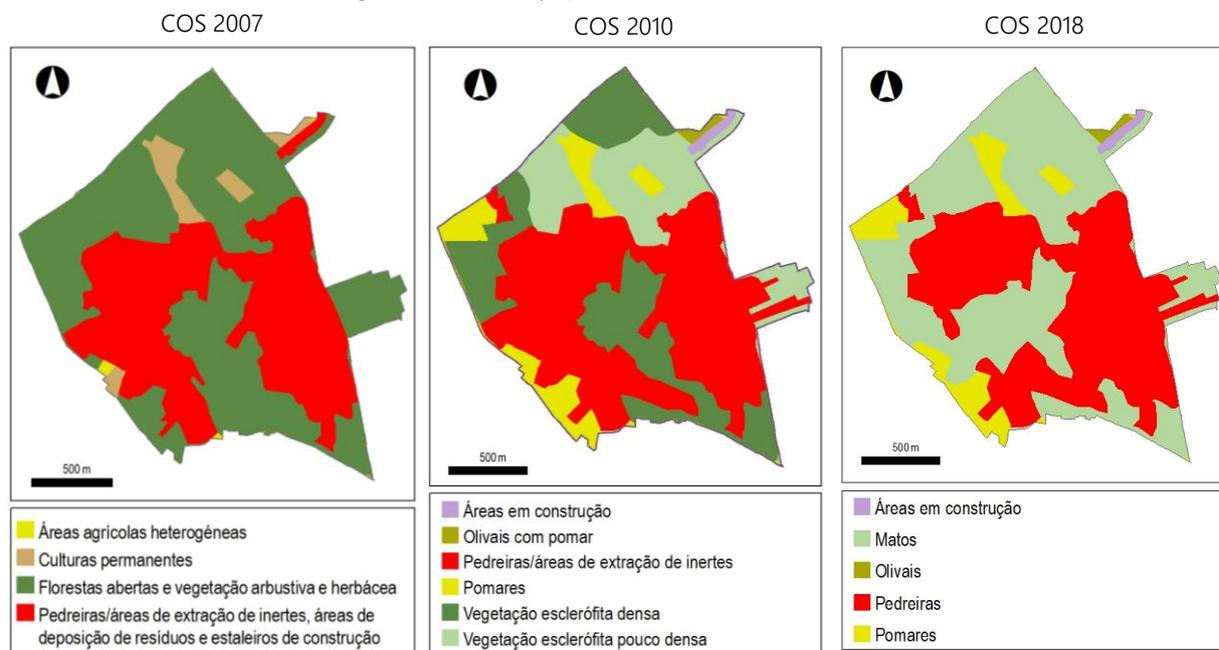 COS 2007
COS 2010
COS 2018
500 m
500 m
500 m
Áreas agrícolas heterogéneas
Culturas permanentes
Florestas abertas e vegetação arbustiva e herbácea
Pedreiras/áreas de extração de inertes, áreas de
deposição de resíduos e estaleiros de construção
Áreas em construção
Olivais com pomar
Pedreiras/áreas de extração de inertes
Pomares
Vegetação esclerófita densa
Vegetação esclerófita pouco densa
Áreas em construção
Matos
Olivais
Pedreiras
Pomares